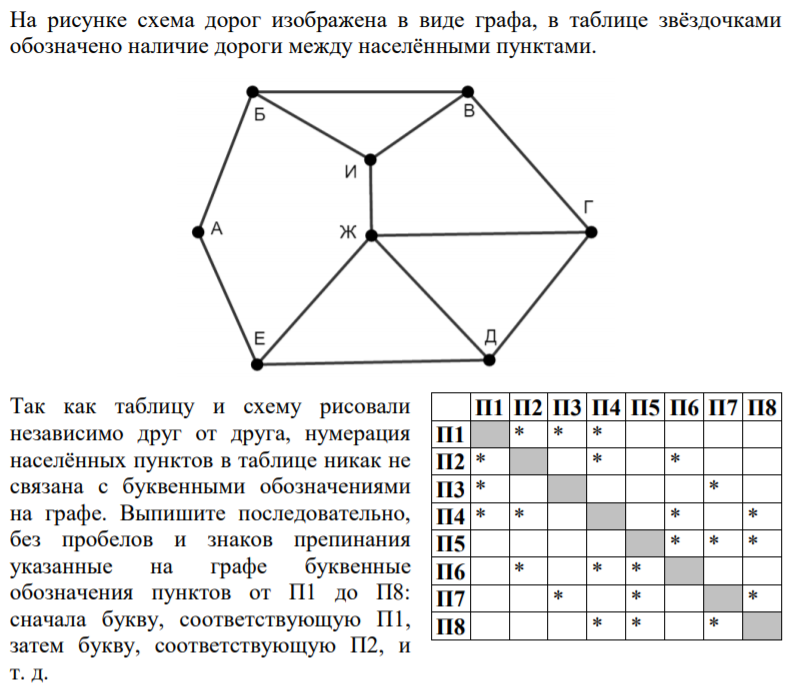 На рисунке схема дорог изображена в виде графа, в таблице звёздочками
обозначено наличие дороги между населёнными пунктами.
Б
В
И
Г
А
Ж
Е
Д
Так как таблицу и схему рисовали
независимо друг от друга, нумерация
населённых пунктов в таблице никак не
связана с буквенными обозначениями
на графе. Выпишите последовательно,
без пробелов и знаков препинания
указанные на графе буквенные
обозначения пунктов от П1 до П8:
сначала букву, соответствующую П1,
затем букву, соответствующую П2, и
т. д.
П1 П2 П3 П4 П5 П6 П7 П8
П1 * * *
П2 * * *
П3 * *
П4 * * * *
П5 * * *
П6 * * *
П7 * * *
П8 * * *